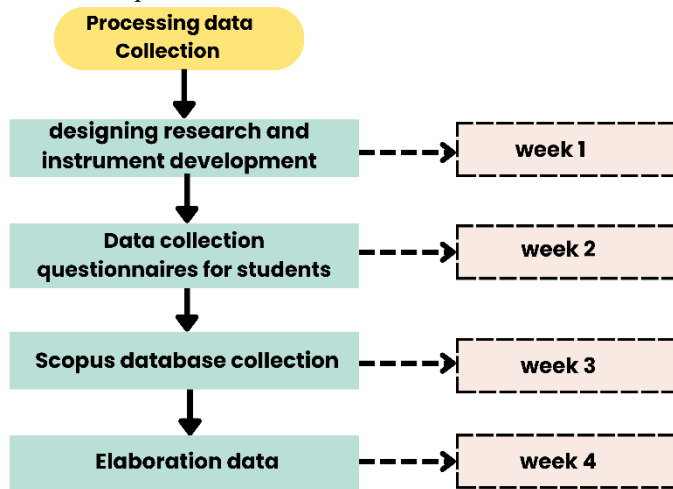 Processing data
Collection
designing research and
instrument development
week 1
Data collection
questionnaires for students
week 2
Scopus database collection
week 3
Elaboration data
week 4